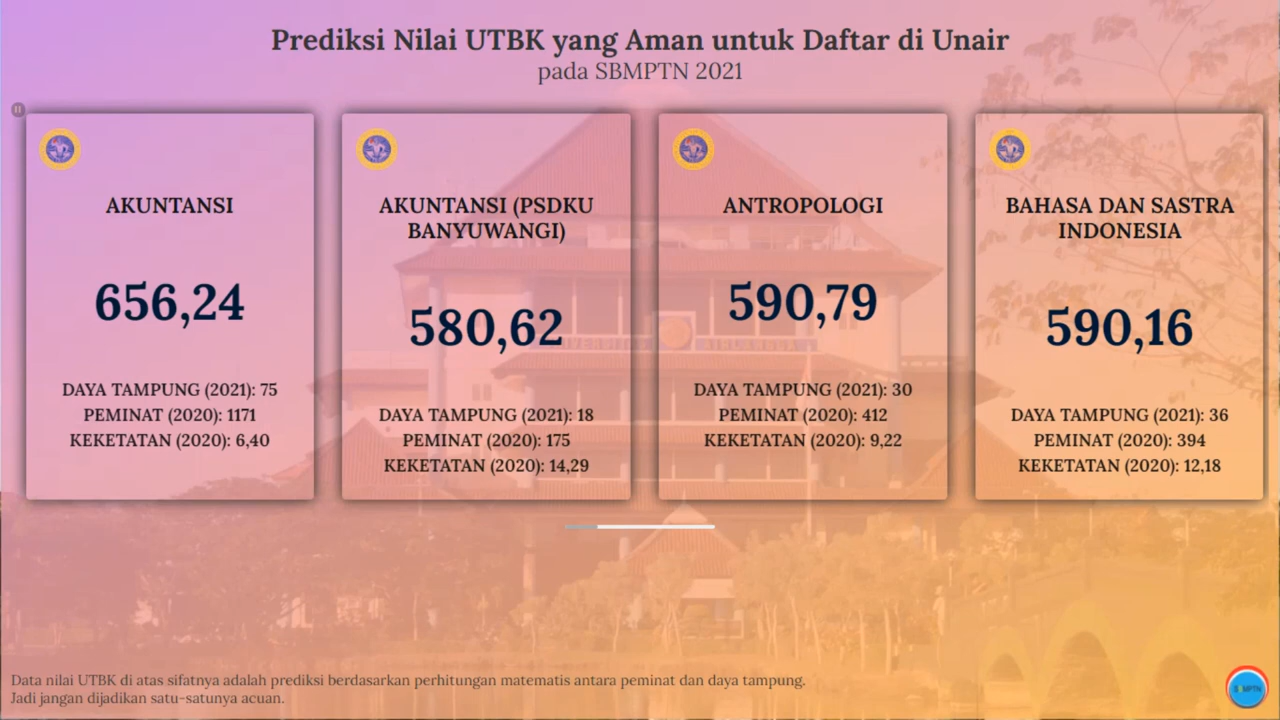 Prediksi Nilai UTBK yang Aman untuk Daftar di Unair
pada SBMPTN 2021
AKUNTANSI
656,24
DAYA TAMPUNG (2021): 75
PEMINAT (2020): 1171
KEKETATAN (2020): 6,40
AKUNTANSI (PSDKU
BANYUWANGI)
580,62
DAYA TAMPUNG (2021): 18
PEMINAT (2020): 175
KEKETATAN (2020): 14,29
ANTROPOLOGI
590,79
DAYA TAMPUNG (2021): 30
PEMINAT (2020): 412
KEKETATAN (2020): 9,22
BAHASA DAN SASTRA
INDONESIA
590,16
DAYA TAMPUNG (2021): 36
PEMINAT (2020): 394
KEKETATAN (2020): 12,18
Data nilai UTBK di atas sifatnya adalah prediksi berdasarkan perhitungan matematis antara peminat dan daya tampung.
Jadi jangan dijadikan satu-satunya acuan.